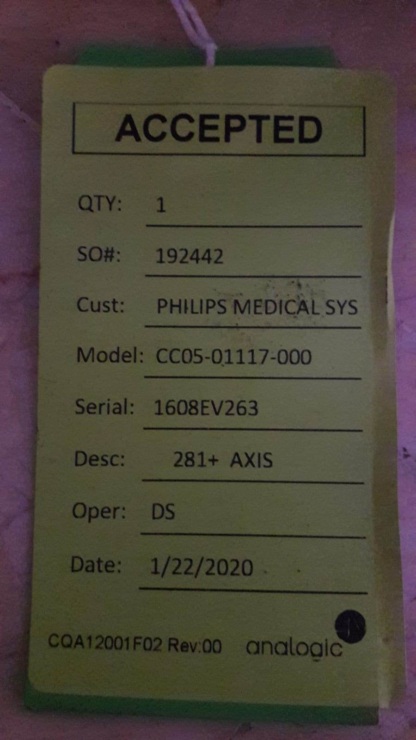 ACCEPTED
QTY: 1
SO#: 192442
Cust: PHILIPS MEDICAL SYS
Model: CC05-01117-000
Serial: 1608EV263
Desc: 281+ AXIS
Oper: DS
Date: 1/22/2020
CQA12001F02 Rev:00 analogic